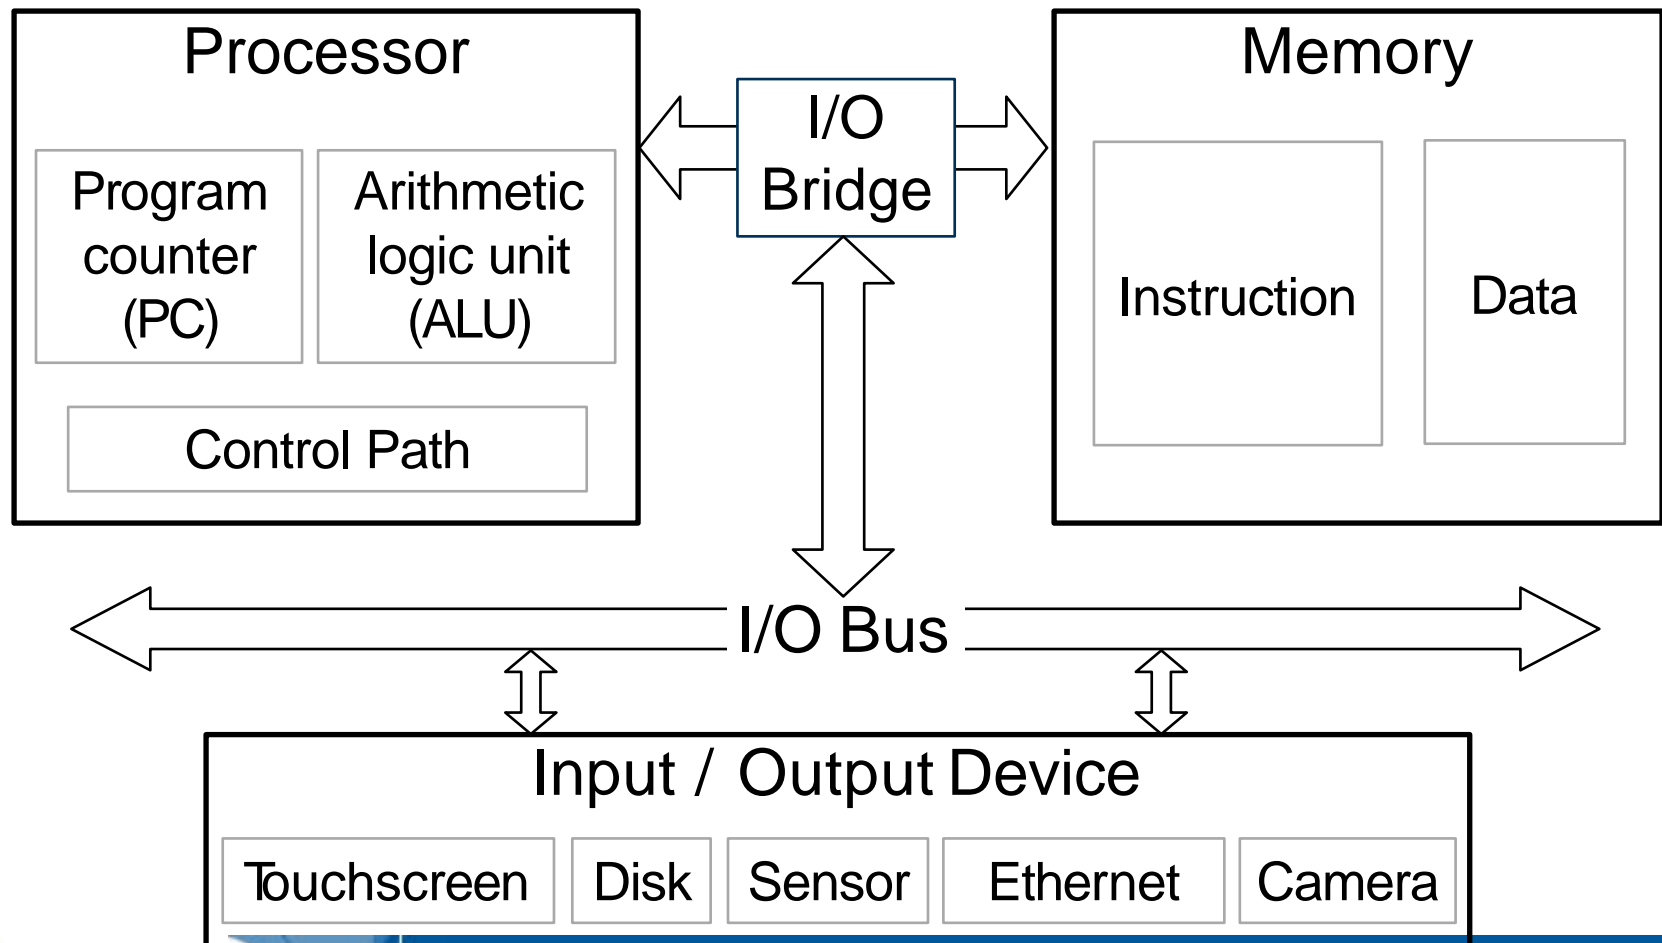 Processor
Program
counter
(PC)
Arithmetic
logic unit
(ALU)
Control Path
I/O
Bridge
Memory
Instruction
Data
I/O Bus
Input / Output Device
Touchscreen
Disk
Sensor
Ethernet
Camera